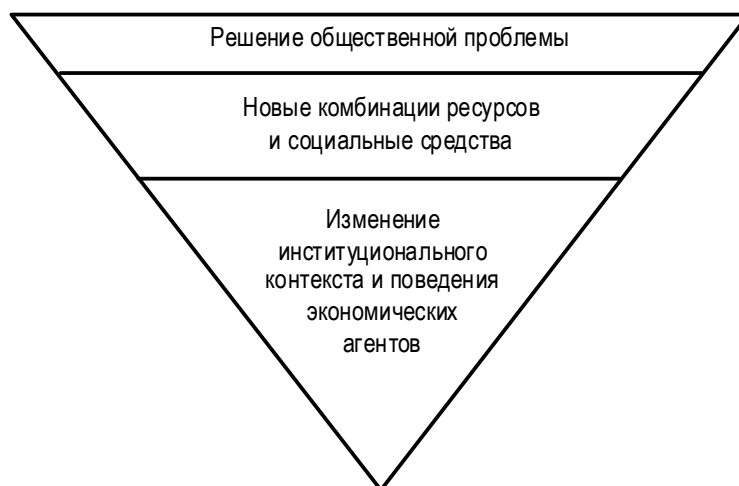 Решение общественной проблемы
Новые комбинации ресурсов
и социальные средства
Изменение
институционального
контекста и поведения
экономических
агентов